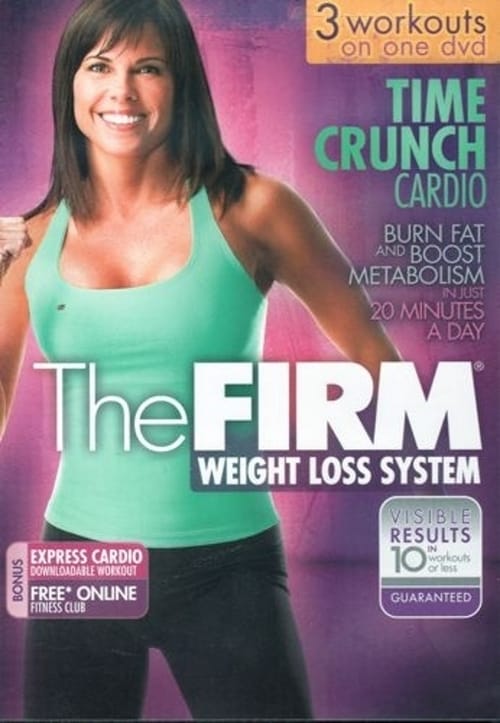 3 workouts
on one dvd
TIME
CRUNCH
CARDIO
BURN FAT
AND BOOST
METABOLISM
IN JUST
20 MINUTES
A DAY
The FIRM®
WEIGHT LOSS SYSTEM
VISIBLE
RESULTS
IN
10 workouts
or less
GUARANTEED
BONUS
EXPRESS CARDIO
DOWNLOADABLE WORKOUT
FREE* ONLINE
FITNESS CLUB